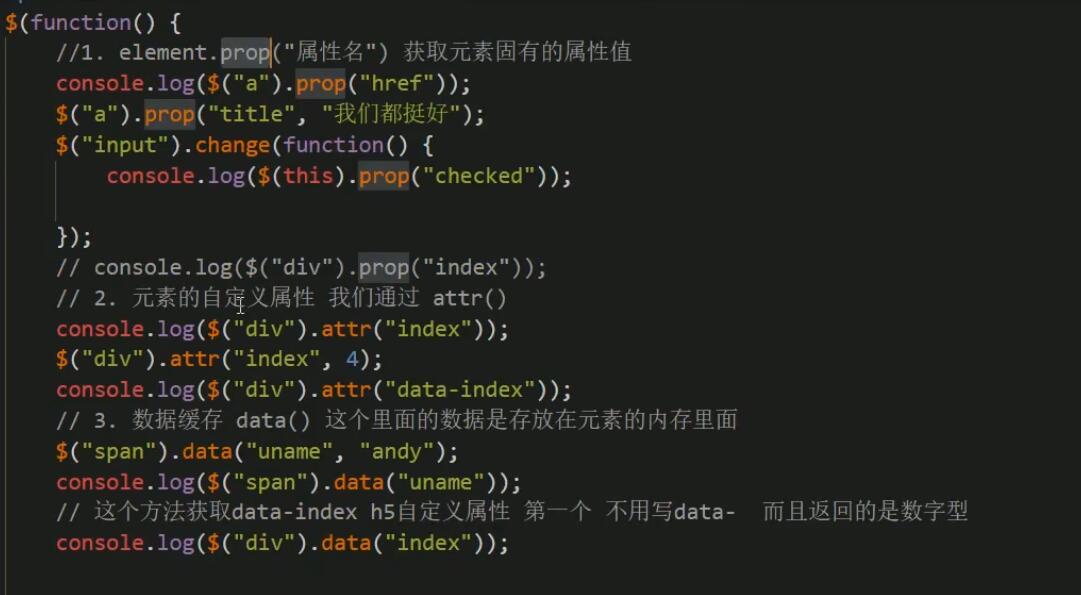 $(function() {
    //1. element.prop("属性名") 获取元素固有的属性值
    console.log($("a").prop("href"));
    $("a").prop("title", "我们都挺好");
    $("input").change(function() {
        console.log($(this).prop("checked"));
    });
    // console.log($("div").prop("index"));
    // 2. 元素的自定义属性 我们通过 attr()
    console.log($("div").attr("index"));
    $("div").attr("index", 4);
    console.log($("div").attr("data-index"));
    // 3. 数据缓存 data() 这个里面的数据是存放在元素的内存里面
    $("span").data("uname", "andy");
    console.log($("span").data("uname"));
    // 这个方法获取data-index h5自定义属性 第一个 不用写data-  而且返回的是数字型
    console.log($("div").data("index"));